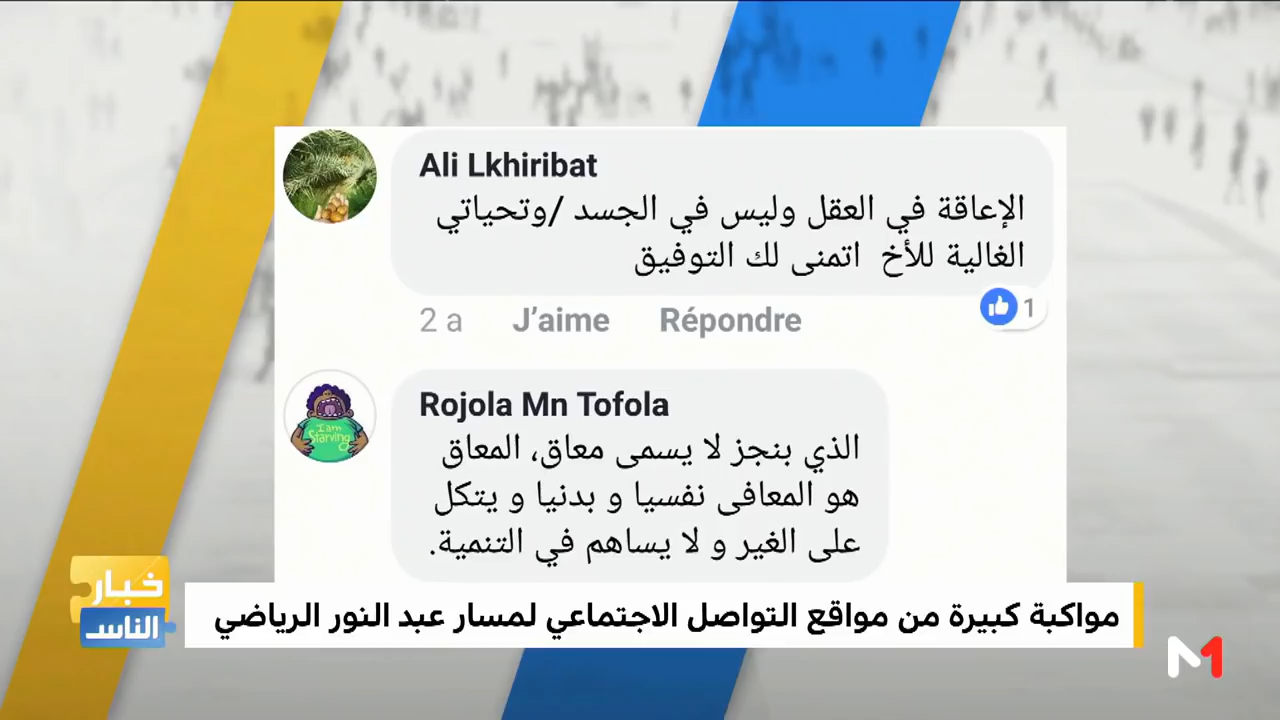 Ali Lkhiribat
الإعاقة في العقل وليس في الجسد /وتحياتي
الغالية للأخ اتمنى لك التوفيق
2 a J’aime Répondre 1
I am
Starving
Rojola Mn Tofola
الذي بنجز لا يسمى معاق، المعاق
هو المعافى نفسيا و بدنيا و يتكل
على الغير و لا يساهم في التنمية.
خبار
الناس
مواكبة كبيرة من مواقع التواصل الاجتماعي لمسار عبد النور الرياضي
M1